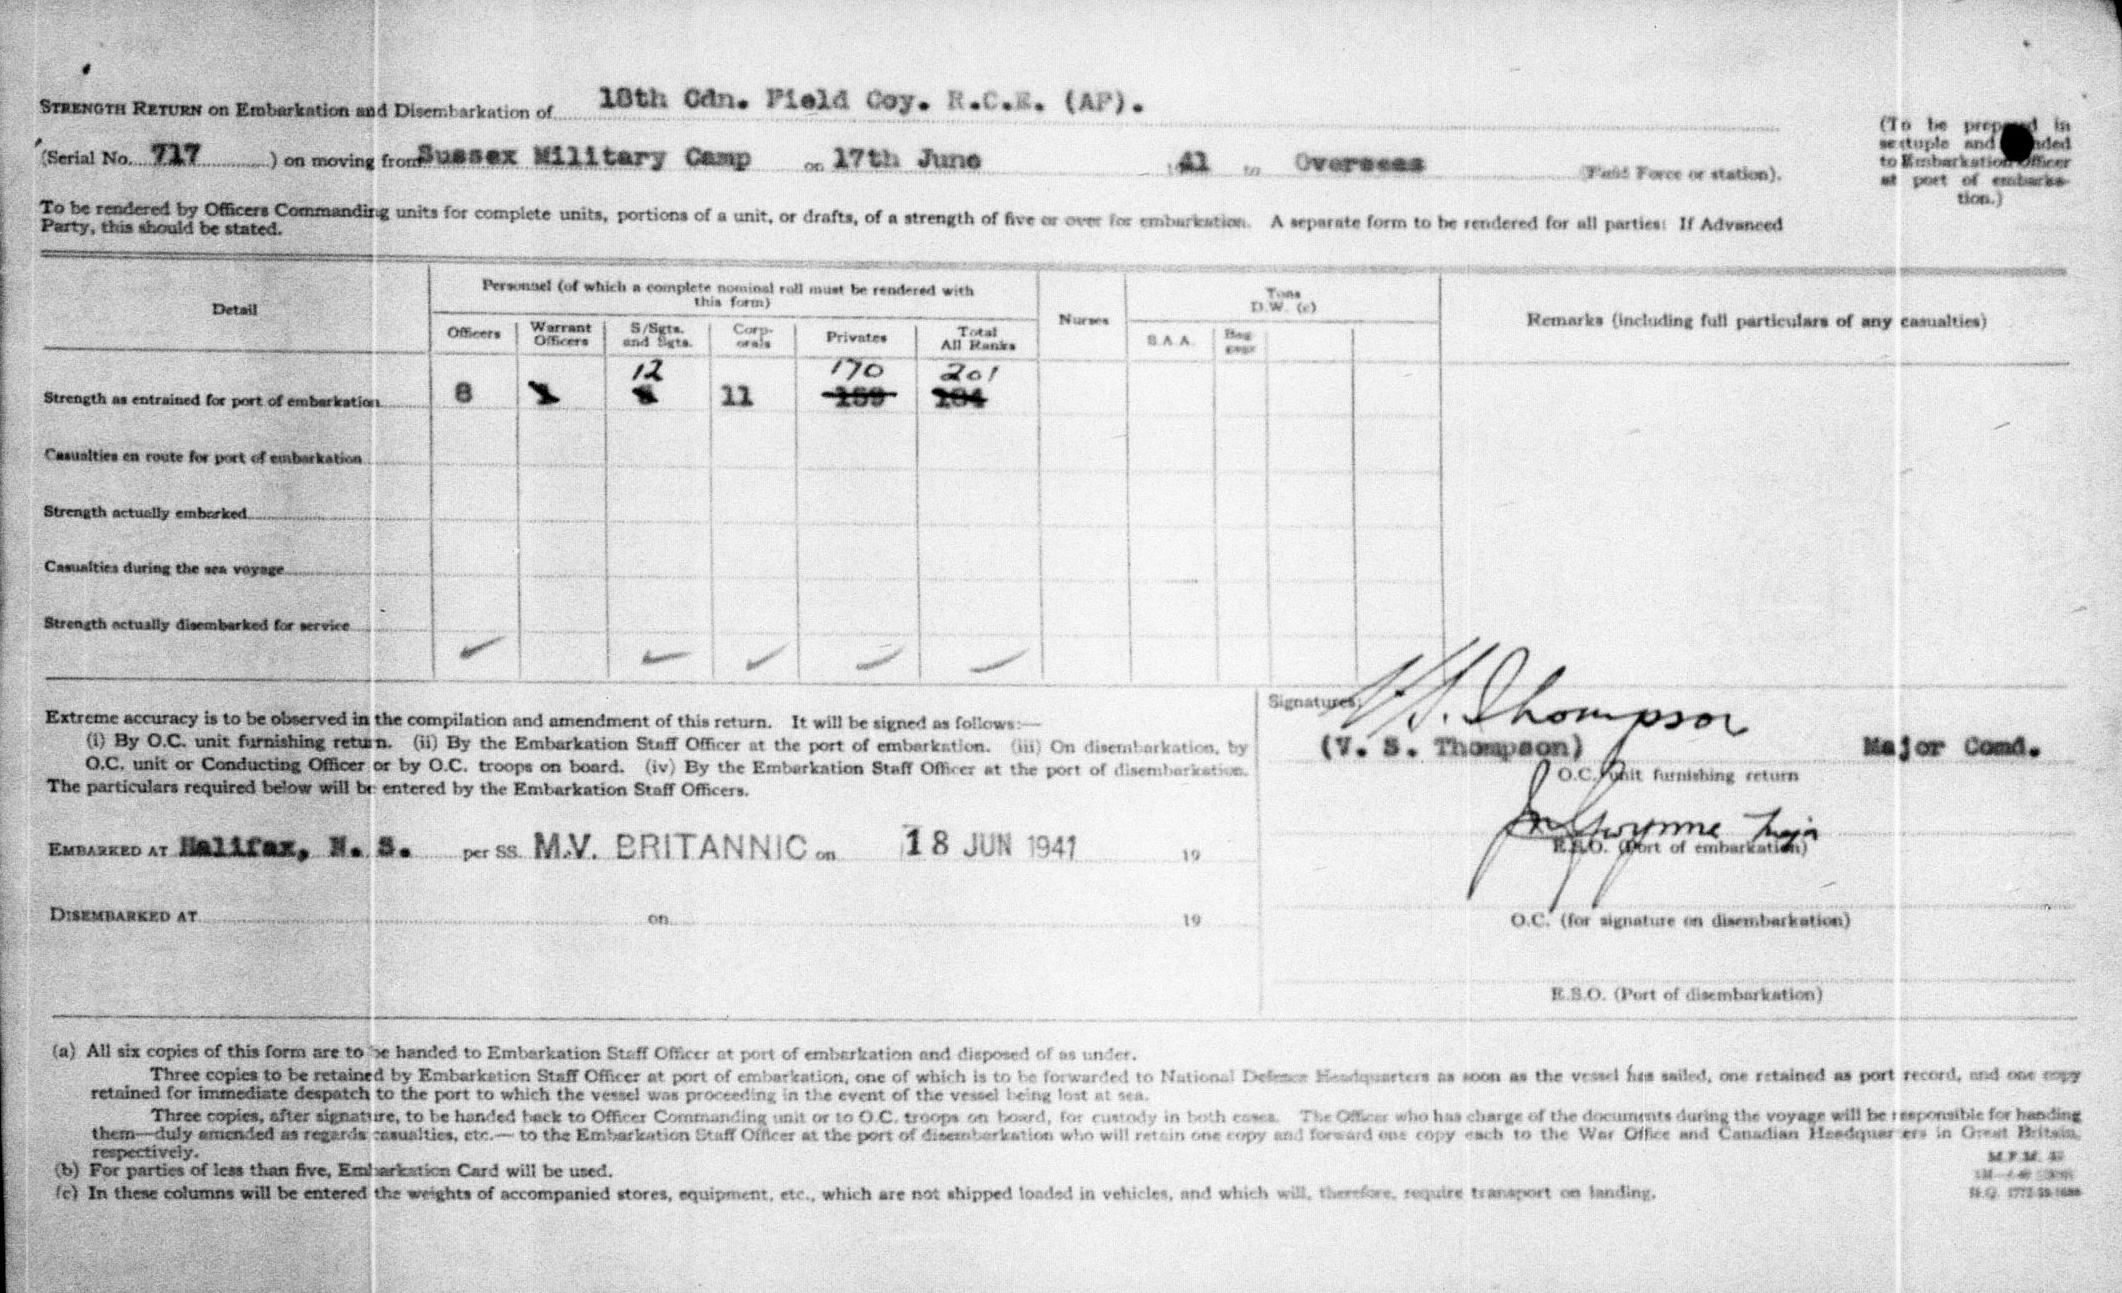 STRENGTH RETURN on Embarkation and Disembarkation of 18th Cdn. Field Coy. R.C.E. (AF).
(Serial No. 717 ) on moving from Sussex Military Camp on 17th June 1941 to Overseas (Field Force or station).
(To be prepared in
sextuple and handed
to Embarkation Officer
at port of embarka-
tion.)
To be rendered by Officers Commanding units for complete units, portions of a unit, or drafts, of a strength of five or over for embarkation. A separate form to be rendered for all parties: If Advanced
Party, this should be stated.
Detail
Personnel (of which a complete nominal roll must be rendered with
this form)
Nurses
Tons
D.W. (c)
Remarks (including full particulars of any casualties)
Officers Warrant Officers S/Sgts. and Sgts. Corp- orals Privates Total All Ranks S.A.A. Bag- gage
12 170 201
Strength as entrained for port of embarkation 8 1 11 159 184
Casualties en route for port of embarkation
Strength actually embarked
Casualties during the sea voyage
Strength actually disembarked for service
Extreme accuracy is to be observed in the compilation and amendment of this return. It will be signed as follows:—
(i) By O.C. unit furnishing return. (ii) By the Embarkation Staff Officer at the port of embarkation. (iii) On disembarkation, by
O.C. unit or Conducting Officer or by O.C. troops on board. (iv) By the Embarkation Staff Officer at the port of disembarkation.
The particulars required below will be entered by the Embarkation Staff Officers.
Signatures:
V. S. Thompson
(V. S. Thompson) Major Comd.
O.C. unit furnishing return
Gwynne Major
E.S.O. (Port of embarkation)
EMBARKED AT Halifax, N. S. per SS. M.V. BRITANNIC on 18 JUN 1941 19
DISEMBARKED AT on 19
O.C. (for signature on disembarkation)
E.S.O. (Port of disembarkation)
(a) All six copies of this form are to be handed to Embarkation Staff Officer at port of embarkation and disposed of as under.
Three copies to be retained by Embarkation Staff Officer at port of embarkation, one of which is to be forwarded to National Defence Headquarters as soon as the vessel has sailed, one retained as port record, and one copy
retained for immediate despatch to the port to which the vessel was proceeding in the event of the vessel being lost at sea.
Three copies, after signature, to be handed back to Officer Commanding unit or to O.C. troops on board, for custody in both cases. The Officer who has charge of the documents during the voyage will be responsible for handing
them—duly amended as regards casualties, etc.—to the Embarkation Staff Officer at the port of disembarkation who will retain one copy and forward one copy each to the War Office and Canadian Headquarters in Great Britain,
respectively.
(b) For parties of less than five, Embarkation Card will be used.
(c) In these columns will be entered the weights of accompanied stores, equipment, etc., which are not shipped loaded in vehicles, and which will, therefore, require transport on landing.
M.F.M.
H.Q.